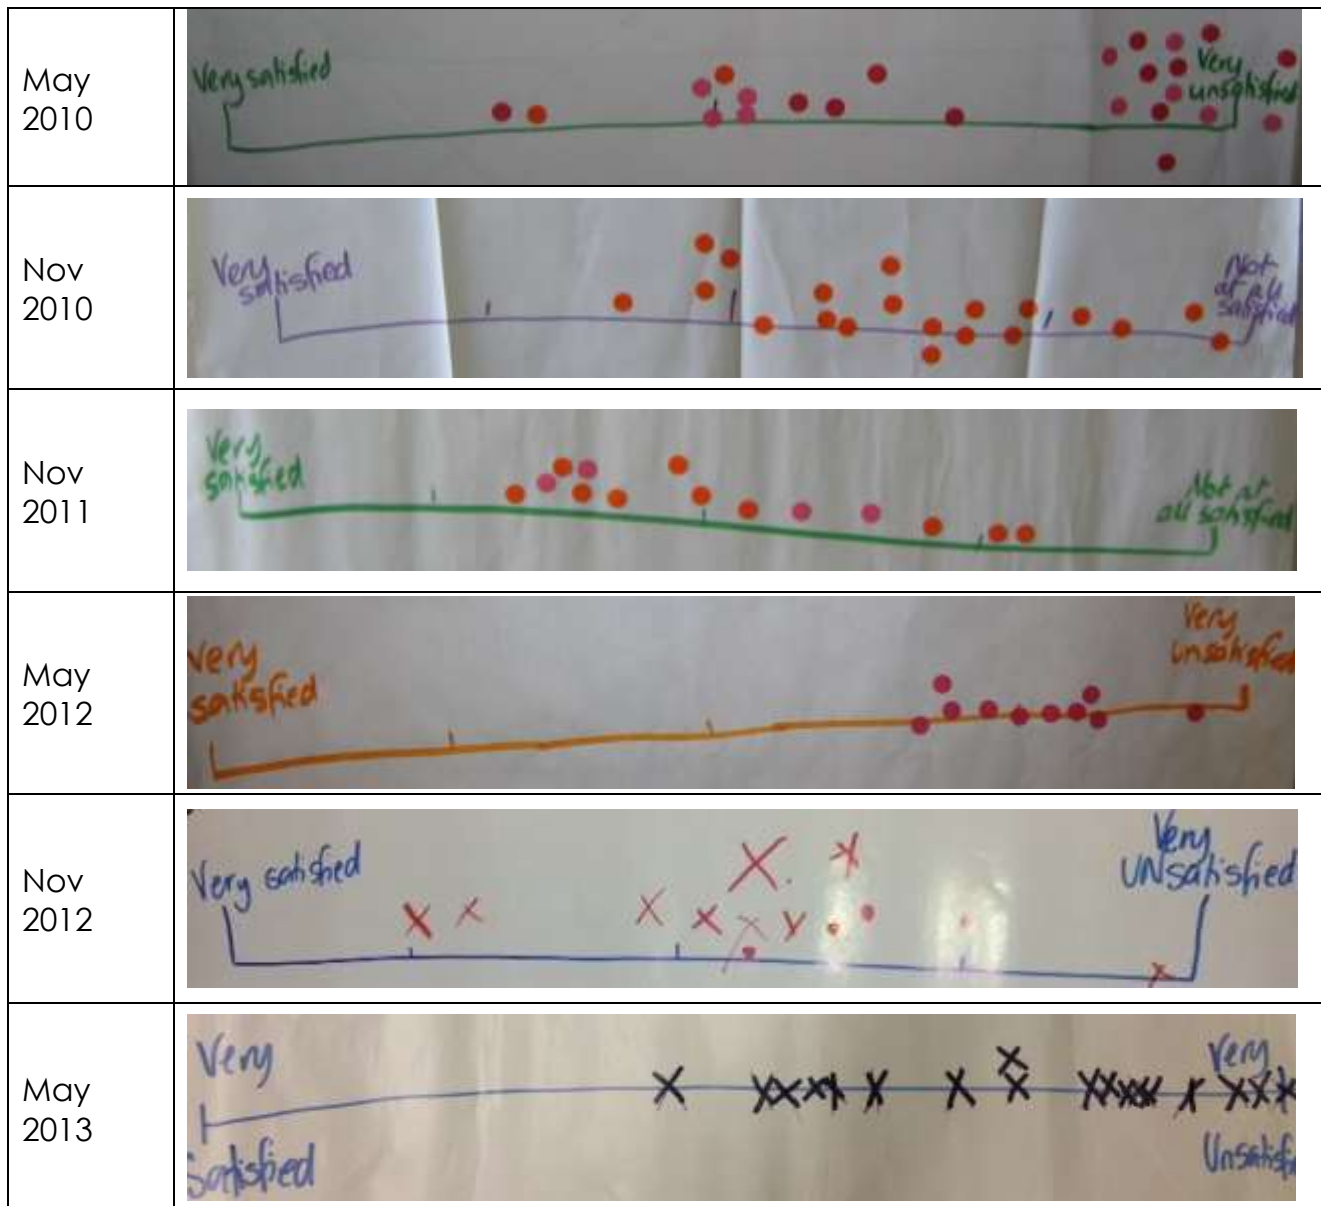 May
2010
Very satisfied
Very
unsatisfied
Nov
2010
Very
satisfied
Not
at all
satisfied
Nov
2011
Very
satisfied
Not at
all satisfied
May
2012
Very
satisfied
Very
unsatisfied
Nov
2012
Very satisfied
Very
UNsatisfied
May
2013
Very
Satisfied
Very
Unsatisfi